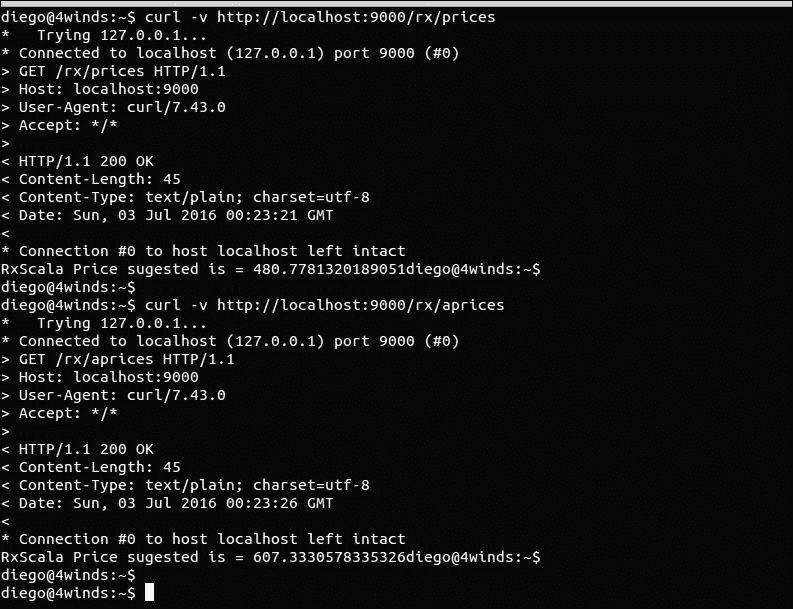 diego@4winds:~$ curl -v http://localhost:9000/rx/prices
*   Trying 127.0.0.1...
* Connected to localhost (127.0.0.1) port 9000 (#0)
> GET /rx/prices HTTP/1.1
> Host: localhost:9000
> User-Agent: curl/7.43.0
> Accept: */*
>
< HTTP/1.1 200 OK
< Content-Length: 45
< Content-Type: text/plain; charset=utf-8
< Date: Sun, 03 Jul 2016 00:23:21 GMT
<
* Connection #0 to host localhost left intact
RxScala Price sugested is = 480.7781320189051diego@4winds:~$
diego@4winds:~$
diego@4winds:~$ curl -v http://localhost:9000/rx/aprices
*   Trying 127.0.0.1...
* Connected to localhost (127.0.0.1) port 9000 (#0)
> GET /rx/aprices HTTP/1.1
> Host: localhost:9000
> User-Agent: curl/7.43.0
> Accept: */*
>
< HTTP/1.1 200 OK
< Content-Length: 45
< Content-Type: text/plain; charset=utf-8
< Date: Sun, 03 Jul 2016 00:23:26 GMT
<
* Connection #0 to host localhost left intact
RxScala Price sugested is = 607.3330578335326diego@4winds:~$
diego@4winds:~$
diego@4winds:~$